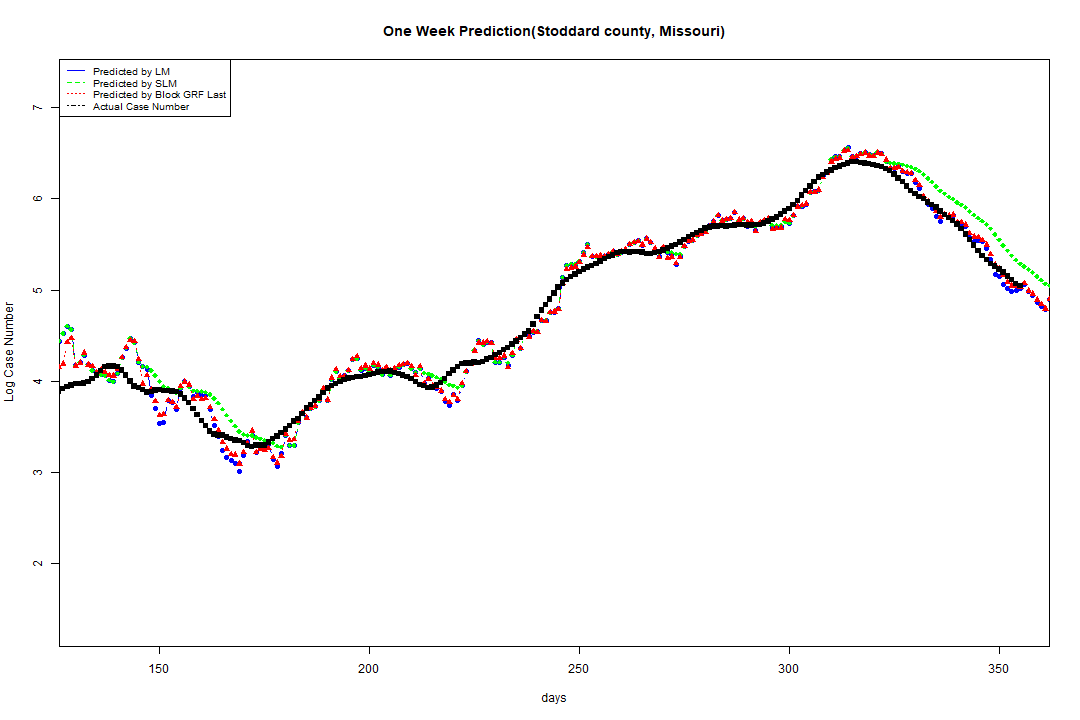 One Week Prediction(Stoddard county, Missouri)
Predicted by LM
Predicted by SLM
Predicted by Block GRF Last
Actual Case Number
7
6
5
4
3
2
Log Case Number
150 200 250 300 350
days